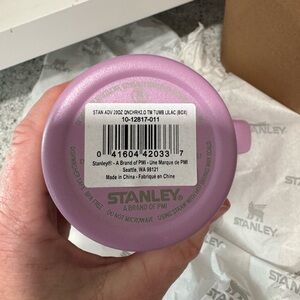 STAN ADV 20OZ QNCHRH2.O TM TUMB LILAC (BOX)
10-12817-011
0 41604 42033 7
Stanley® - A Brand of PMI - Une Marque de PMI
Seattle, WA 98121
Made in China - Fabriqué en Chine
STANLEY
A BRAND OF PMI
DO NOT MICROWAVE
STANLEY
STANLEY